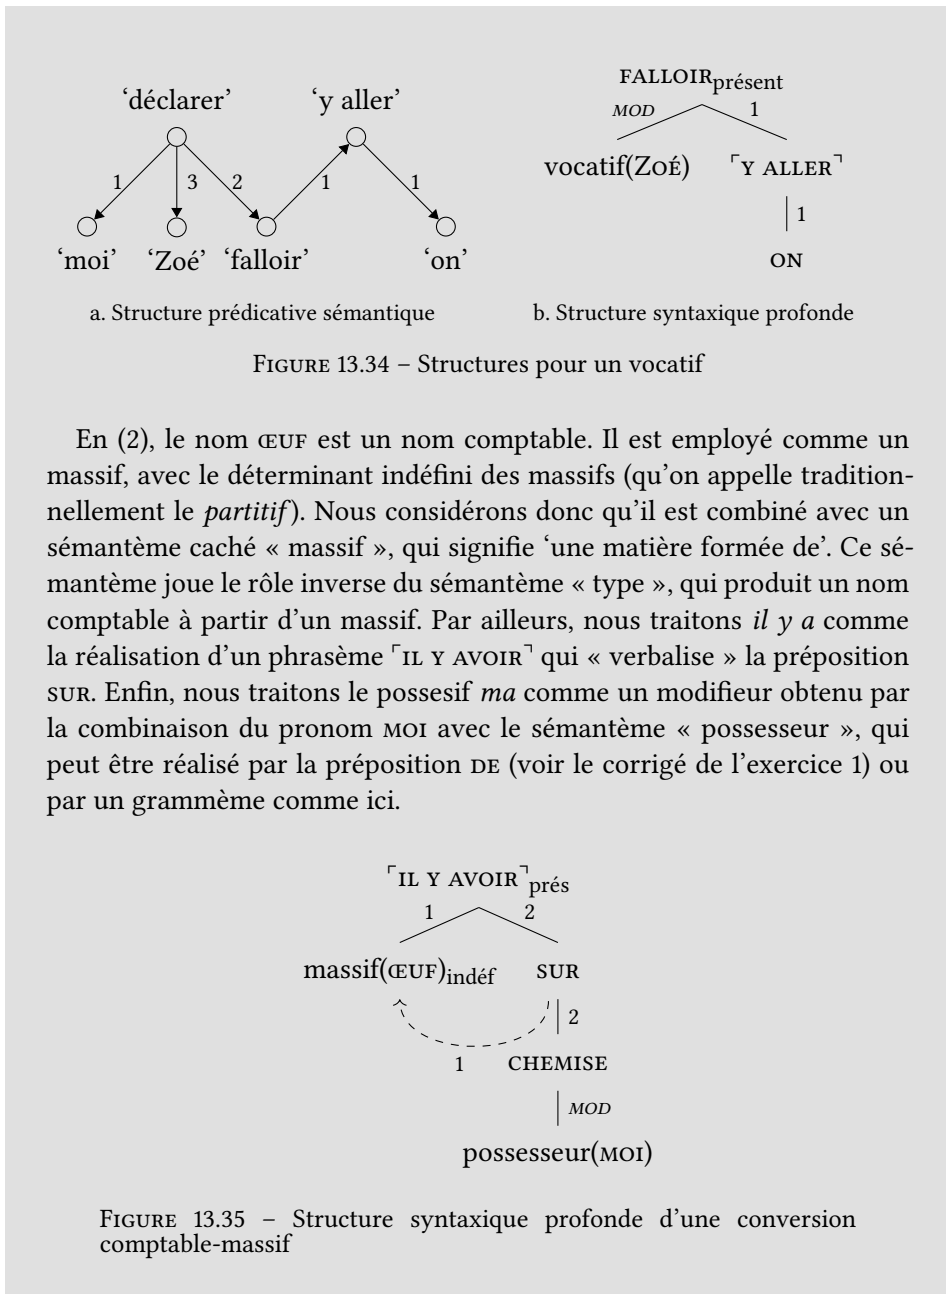 ‘déclarer’ ‘y aller’
1 3 2 1 1
‘moi’ ‘Zoé’ ‘falloir’ ‘on’
a. Structure prédicative sémantique
FALLOIRprésent
MOD 1
vocatif(ZOÉ) ⌜Y ALLER⌝
1
ON
b. Structure syntaxique profonde
FIGURE 13.34 – Structures pour un vocatif
En (2), le nom ŒUF est un nom comptable. Il est employé comme un
massif, avec le déterminant indéfini des massifs (qu’on appelle tradition-
nellement le partitif). Nous considérons donc qu’il est combiné avec un
sémantème caché « massif », qui signifie ‘une matière formée de’. Ce sé-
mantème joue le rôle inverse du sémantème « type », qui produit un nom
comptable à partir d’un massif. Par ailleurs, nous traitons il y a comme
la réalisation d’un phrasème ⌜IL Y AVOIR⌝ qui « verbalise » la préposition
SUR. Enfin, nous traitons le possesif ma comme un modifieur obtenu par
la combinaison du pronom MOI avec le sémantème « possesseur », qui
peut être réalisé par la préposition DE (voir le corrigé de l’exercice 1) ou
par un grammème comme ici.
⌜IL Y AVOIR⌝prés
1 2
massif(ŒUF)indéf SUR
2
1 CHEMISE
MOD
possesseur(MOI)
FIGURE 13.35 – Structure syntaxique profonde d’une conversion
comptable-massif